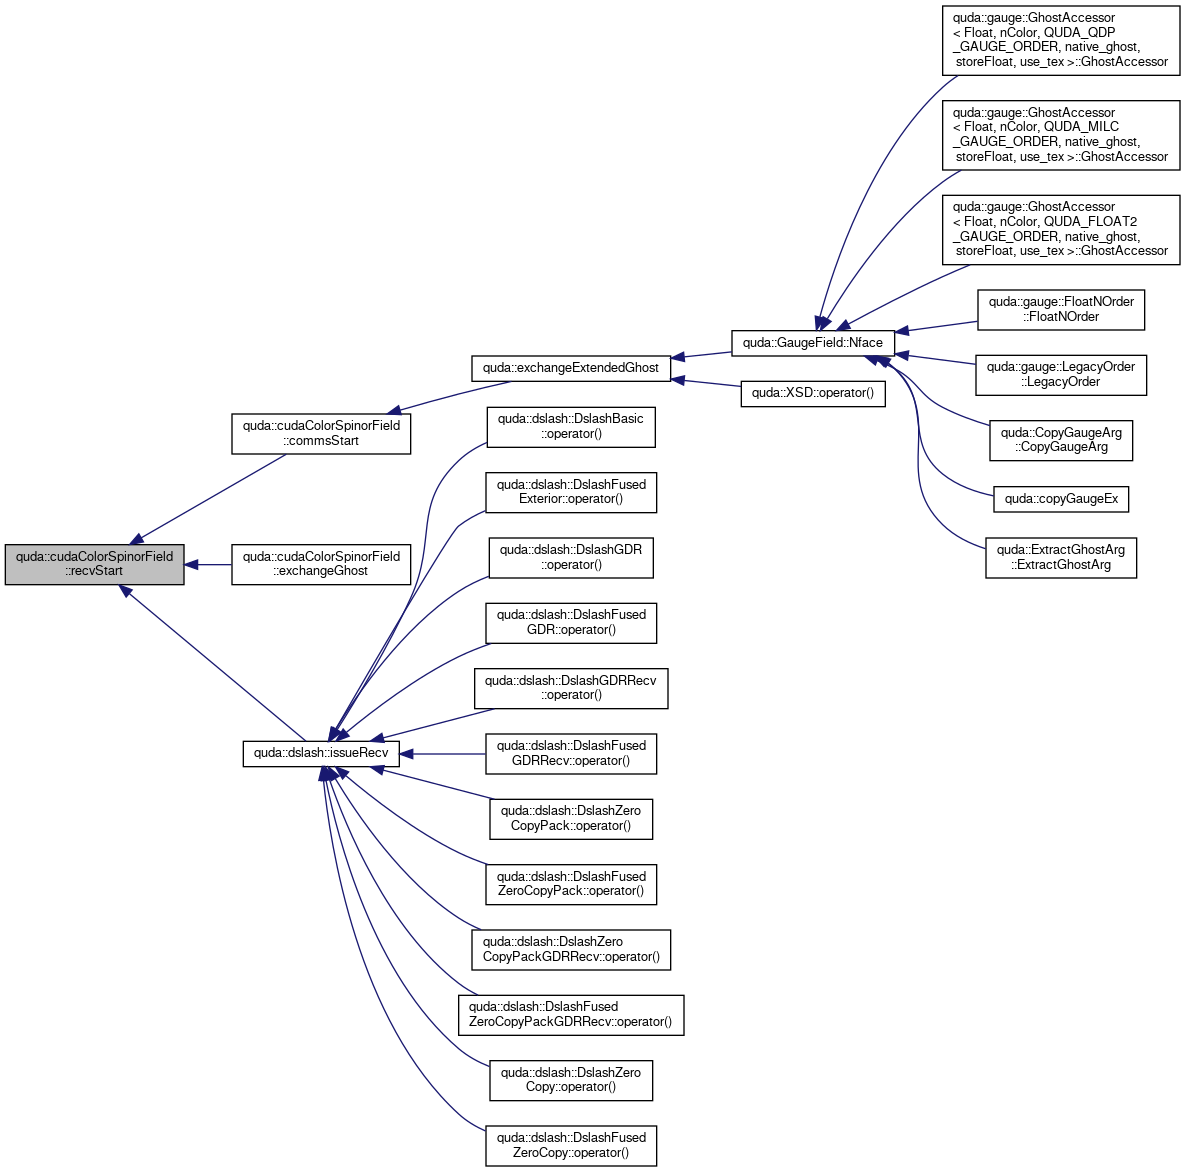 quda::gauge::GhostAccessor
< Float, nColor, QUDA_QDP
_GAUGE_ORDER, native_ghost,
storeFloat, use_tex >::GhostAccessor
quda::gauge::GhostAccessor
< Float, nColor, QUDA_MILC
_GAUGE_ORDER, native_ghost,
storeFloat, use_tex >::GhostAccessor
quda::gauge::GhostAccessor
< Float, nColor, QUDA_FLOAT2
_GAUGE_ORDER, native_ghost,
storeFloat, use_tex >::GhostAccessor
quda::gauge::FloatNOrder
::FloatNOrder
quda::GaugeField::Nface
quda::exchangeExtendedGhost
quda::gauge::LegacyOrder
::LegacyOrder
quda::XSD::operator()
quda::cudaColorSpinorField
::commsStart
quda::dslash::DslashBasic
::operator()
quda::CopyGaugeArg
::CopyGaugeArg
quda::dslash::DslashFused
Exterior::operator()
quda::copyGaugeEx
quda::cudaColorSpinorField
::recvStart
quda::cudaColorSpinorField
::exchangeGhost
quda::dslash::DslashGDR
::operator()
quda::ExtractGhostArg
::ExtractGhostArg
quda::dslash::DslashFused
GDR::operator()
quda::dslash::DslashGDRRecv
::operator()
quda::dslash::issueRecv
quda::dslash::DslashFused
GDRRecv::operator()
quda::dslash::DslashZero
CopyPack::operator()
quda::dslash::DslashFused
ZeroCopyPack::operator()
quda::dslash::DslashZero
CopyPackGDRRecv::operator()
quda::dslash::DslashFused
ZeroCopyPackGDRRecv::operator()
quda::dslash::DslashZero
Copy::operator()
quda::dslash::DslashFused
ZeroCopy::operator()